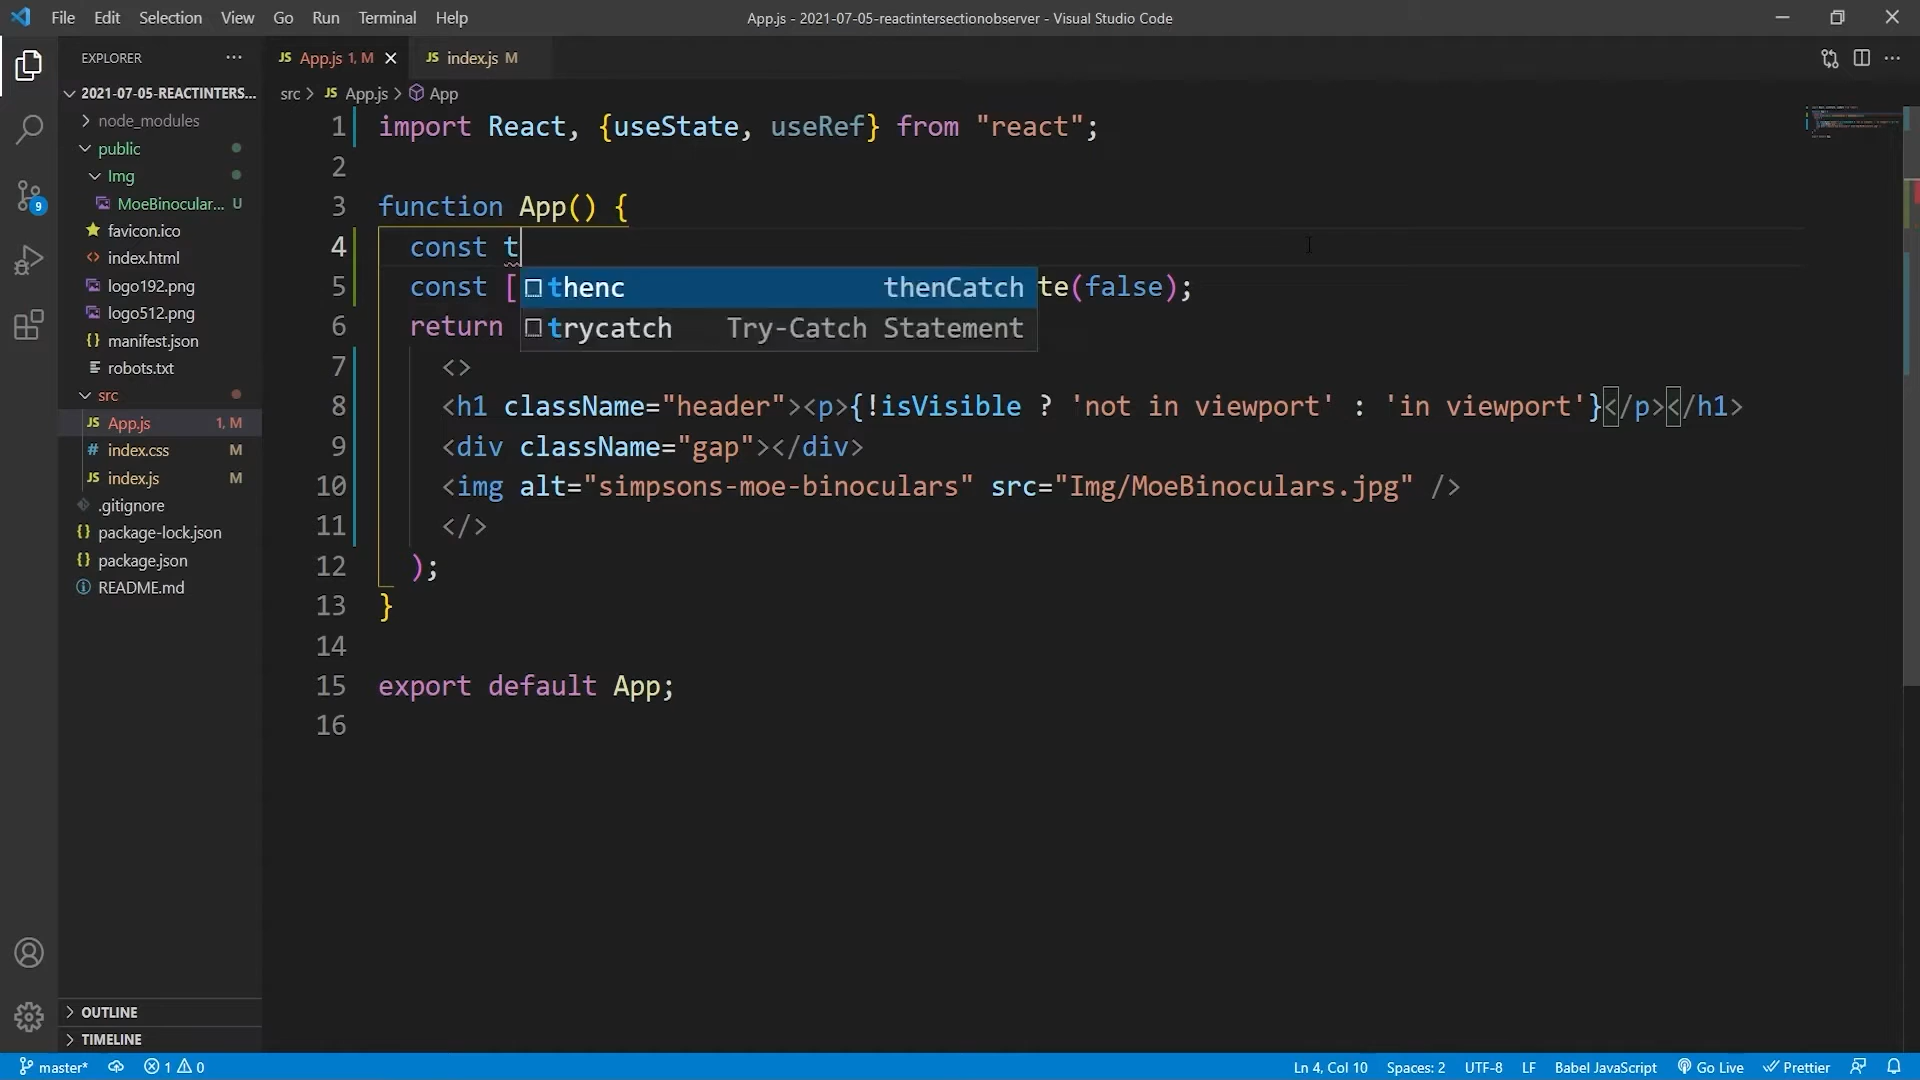 File Edit Selection View Go Run Terminal Help
App.js - 2021-07-05-reactintersectionobserver - Visual Studio Code
EXPLORER
JS App.js 1, M
JS index.js M
2021-07-05-REACTINTERS...
src > JS App.js > App
node_modules
public
Img
MoeBinocular... U
favicon.ico
index.html
logo192.png
logo512.png
manifest.json
robots.txt
src
JS App.js 1, M
# index.css M
JS index.js M
.gitignore
{} package-lock.json
{} package.json
README.md
OUTLINE
TIMELINE
9
1 import React, {useState, useRef} from "react";
2
3 function App() {
4 const t
thenc thenCatch
trycatch Try-Catch Statement
5 const [ te(false);
6 return
7 <>
8 <h1 className="header"><p>{!isVisible ? 'not in viewport' : 'in viewport'}</p></h1>
9 <div className="gap"></div>
10 <img alt="simpsons-moe-binoculars" src="Img/MoeBinoculars.jpg" />
11 </>
12 );
13 }
14
15 export default App;
16
master* 1 0 Ln 4, Col 10 Spaces: 2 UTF-8 LF Babel JavaScript Go Live Prettier